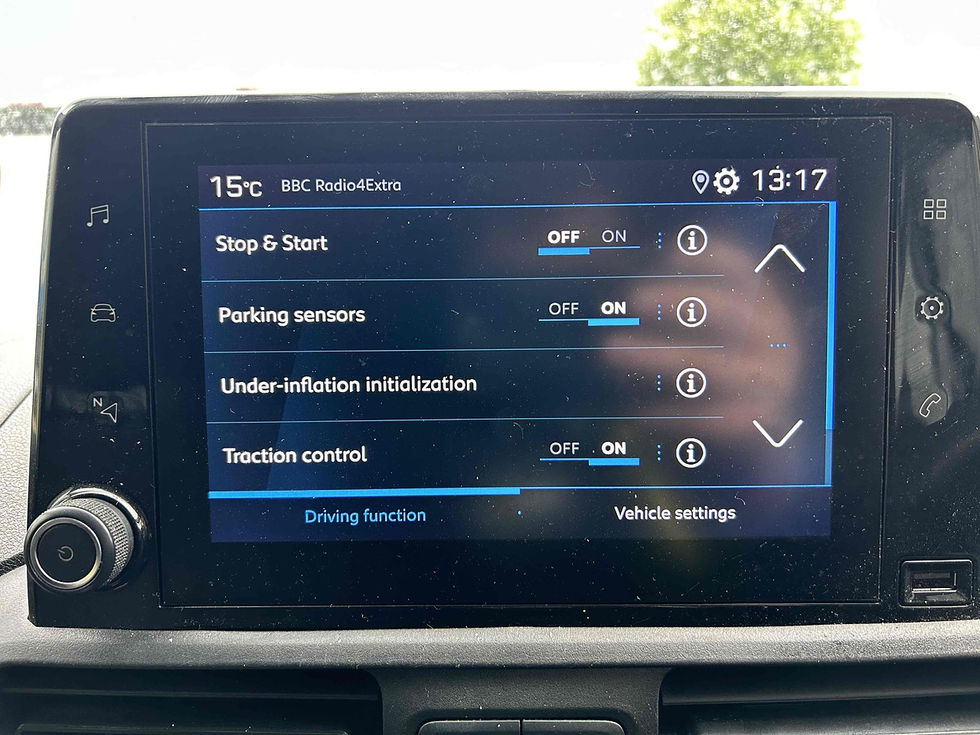 15°C BBC Radio4Extra 13:17
Stop & Start OFF ON i
Parking sensors OFF ON i
Under-inflation initialization i
Traction control OFF ON i
Driving function Vehicle settings
N